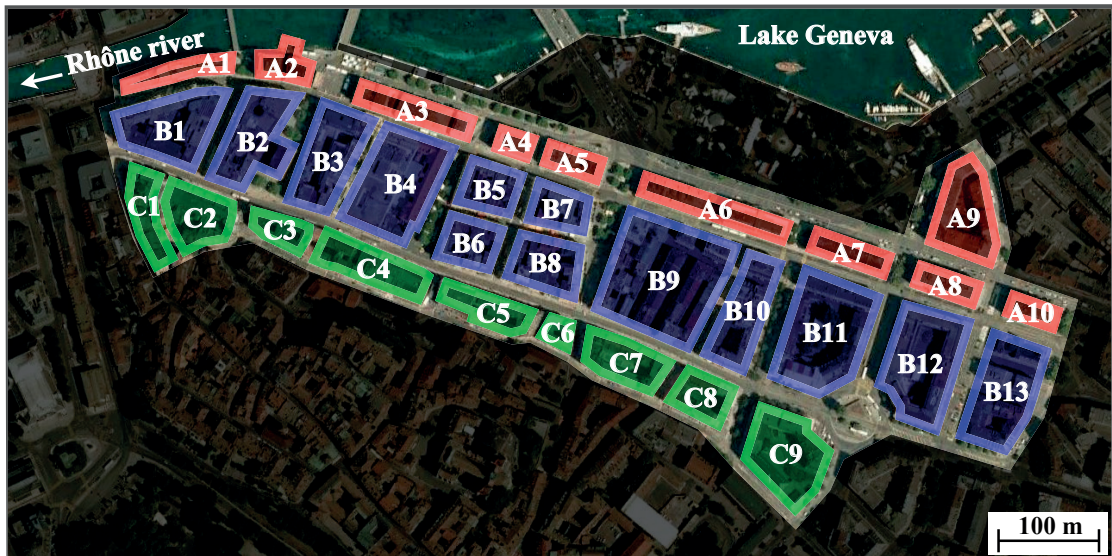 Rhône river
Lake Geneva
A1
A2
A3
A4
A5
A6
A7
A8
A9
A10
B1
B2
B3
B4
B5
B6
B7
B8
B9
B10
B11
B12
B13
C1
C2
C3
C4
C5
C6
C7
C8
C9
100 m